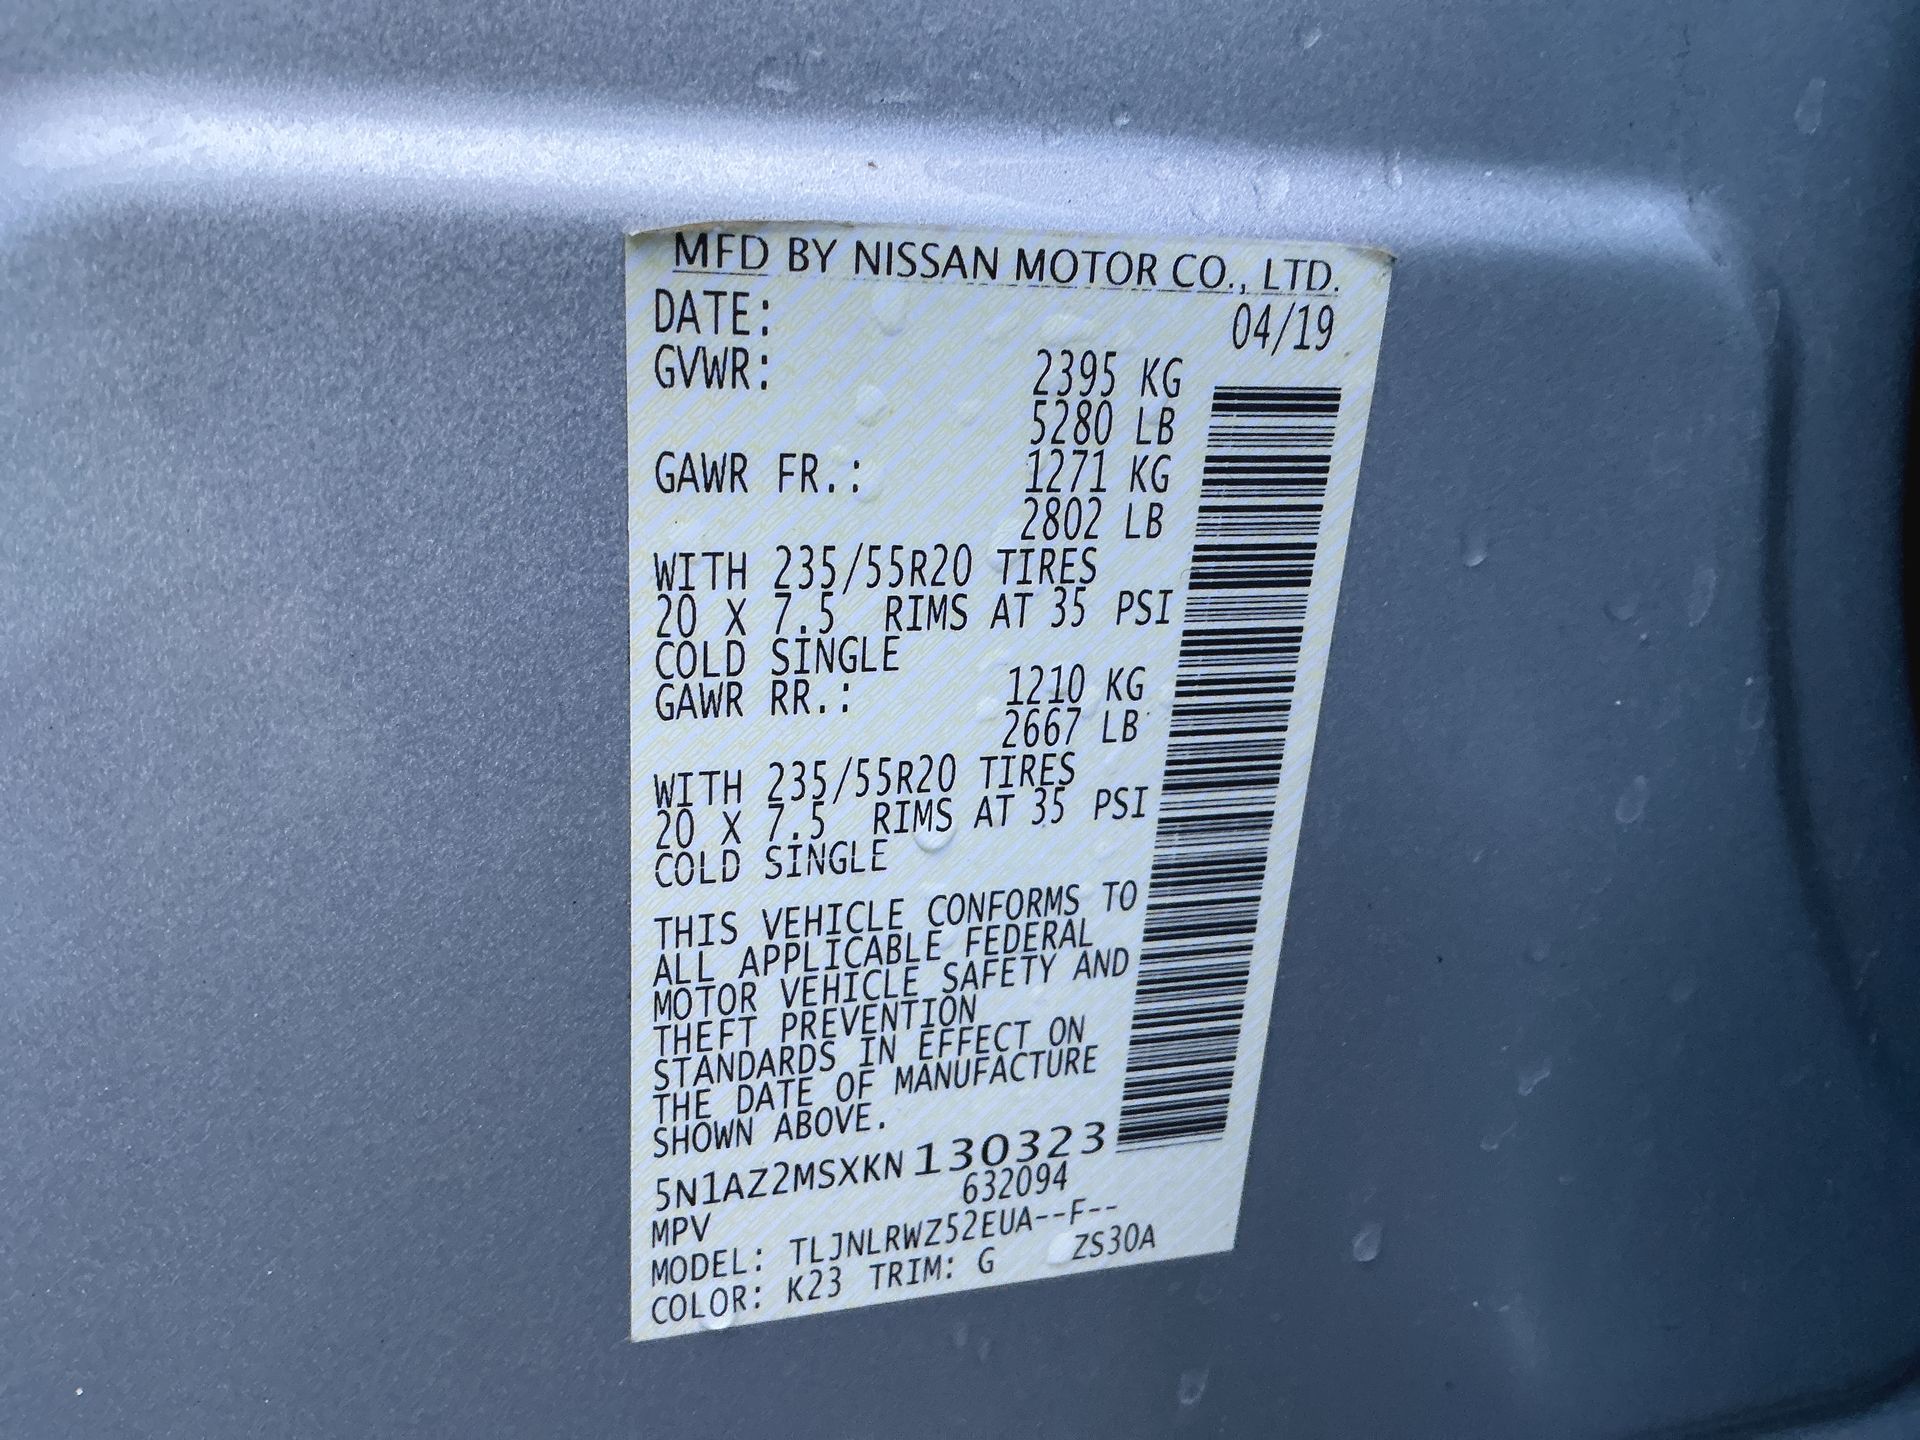 MFD BY NISSAN MOTOR CO., LTD.
DATE: 04/19
GVWR: 2395 KG
5280 LB
GAWR FR.: 1271 KG
2802 LB
WITH 235/55R20 TIRES
20 X 7.5 RIMS AT 35 PSI
COLD SINGLE
GAWR RR.: 1210 KG
2667 LB
WITH 235/55R20 TIRES
20 X 7.5 RIMS AT 35 PSI
COLD SINGLE
THIS VEHICLE CONFORMS TO
ALL APPLICABLE FEDERAL
MOTOR VEHICLE SAFETY AND
THEFT PREVENTION
STANDARDS IN EFFECT ON
THE DATE OF MANUFACTURE
SHOWN ABOVE.
5N1AZ2MSXKN130323
632094
MPV
MODEL: TLJNLRWZ52EUA--F--
COLOR: K23 TRIM: G ZS30A